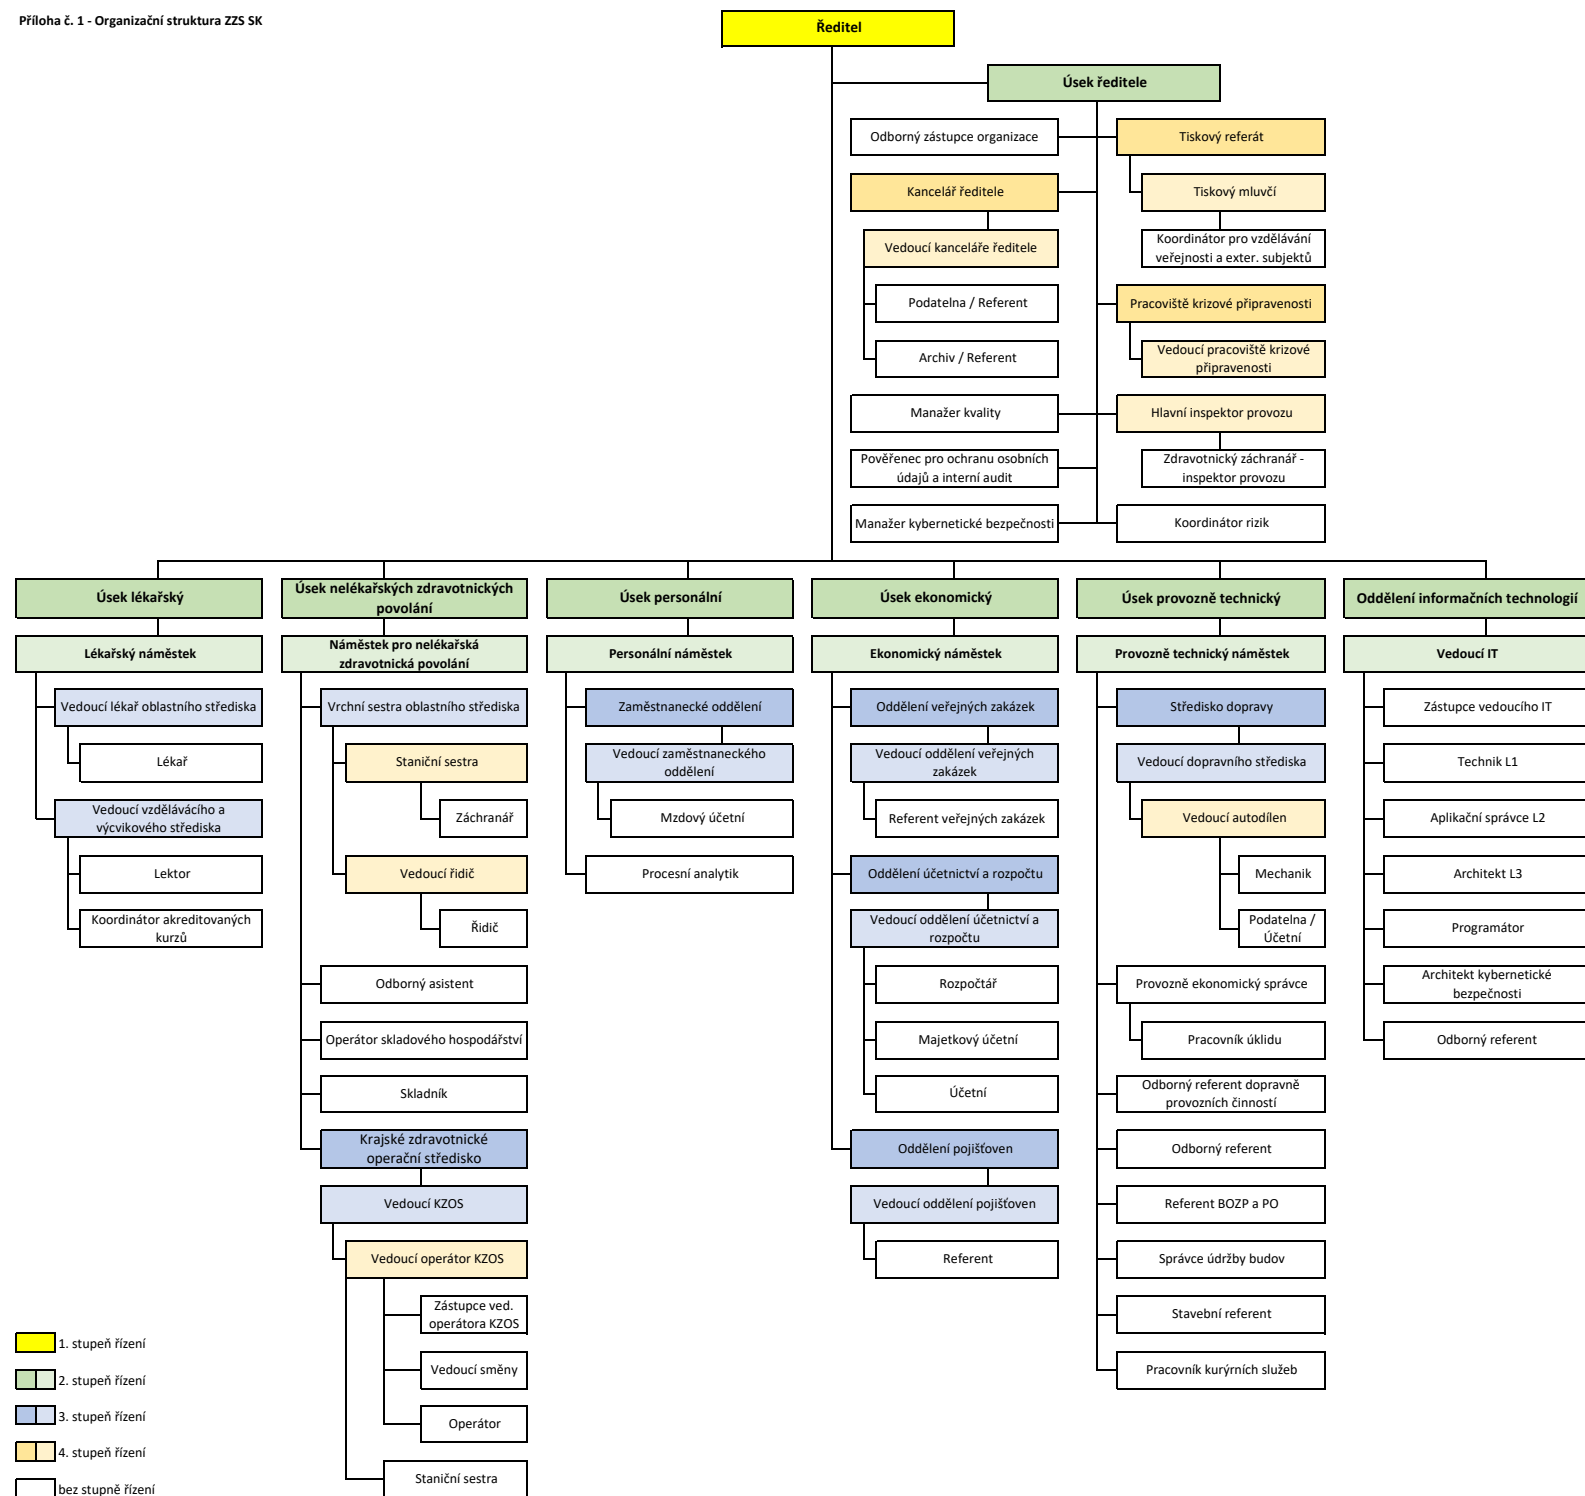 Příloha č. 1 - Organizační struktura ZZS SK
Ředitel
Úsek ředitele
Odborný zástupce organizace
Tiskový referát
Kancelář ředitele
Tiskový mluvčí
Vedoucí kanceláře ředitele
Koordinátor pro vzdělávání
veřejnosti a exter. subjektů
Podatelna / Referent
Pracoviště krizové připravenosti
Archiv / Referent
Vedoucí pracoviště krizové
připravenosti
Manažer kvality
Hlavní inspektor provozu
Pověřenec pro ochranu osobních
údajů a interní audit
Zdravotnický záchranář -
inspektor provozu
Manažer kybernetické bezpečnosti
Koordinátor rizik
Úsek lékařský
Lékařský náměstek
Vedoucí lékař oblastního střediska
Lékař
Vedoucí vzdělávácího a
výcvikového střediska
Lektor
Koordinátor akreditovaných
kurzů
Úsek nelékařských zdravotnických
povolání
Náměstek pro nelékařská
zdravotnická povolání
Vrchní sestra oblastního střediska
Staniční sestra
Záchranář
Vedoucí řidič
Řidič
Odborný asistent
Operátor skladového hospodářství
Skladník
Krajské zdravotnické
operační středisko
Vedoucí KZOS
Vedoucí operátor KZOS
Zástupce ved.
operátora KZOS
Vedoucí směny
Operátor
Staniční sestra
Úsek personální
Personální náměstek
Zaměstnanecké oddělení
Vedoucí zaměstnaneckého
oddělení
Mzdový účetní
Procesní analytik
Úsek ekonomický
Ekonomický náměstek
Oddělení veřejných zakázek
Vedoucí oddělení veřejných
zakázek
Referent veřejných zakázek
Oddělení účetnictví a rozpočtu
Vedoucí oddělení účetnictví a
rozpočtu
Rozpočtář
Majetkový účetní
Účetní
Oddělení pojišťoven
Vedoucí oddělení pojišťoven
Referent
Úsek provozně technický
Provozně technický náměstek
Středisko dopravy
Vedoucí dopravního střediska
Vedoucí autodílen
Mechanik
Podatelna /
Účetní
Provozně ekonomický správce
Pracovník úklidu
Odborný referent dopravně
provozních činností
Odborný referent
Referent BOZP a PO
Správce údržby budov
Stavební referent
Pracovník kurýrních služeb
Oddělení informačních technologií
Vedoucí IT
Zástupce vedoucího IT
Technik L1
Aplikační správce L2
Architekt L3
Programátor
Architekt kybernetické
bezpečnosti
Odborný referent
1. stupeň řízení
2. stupeň řízení
3. stupeň řízení
4. stupeň řízení
bez stupně řízení